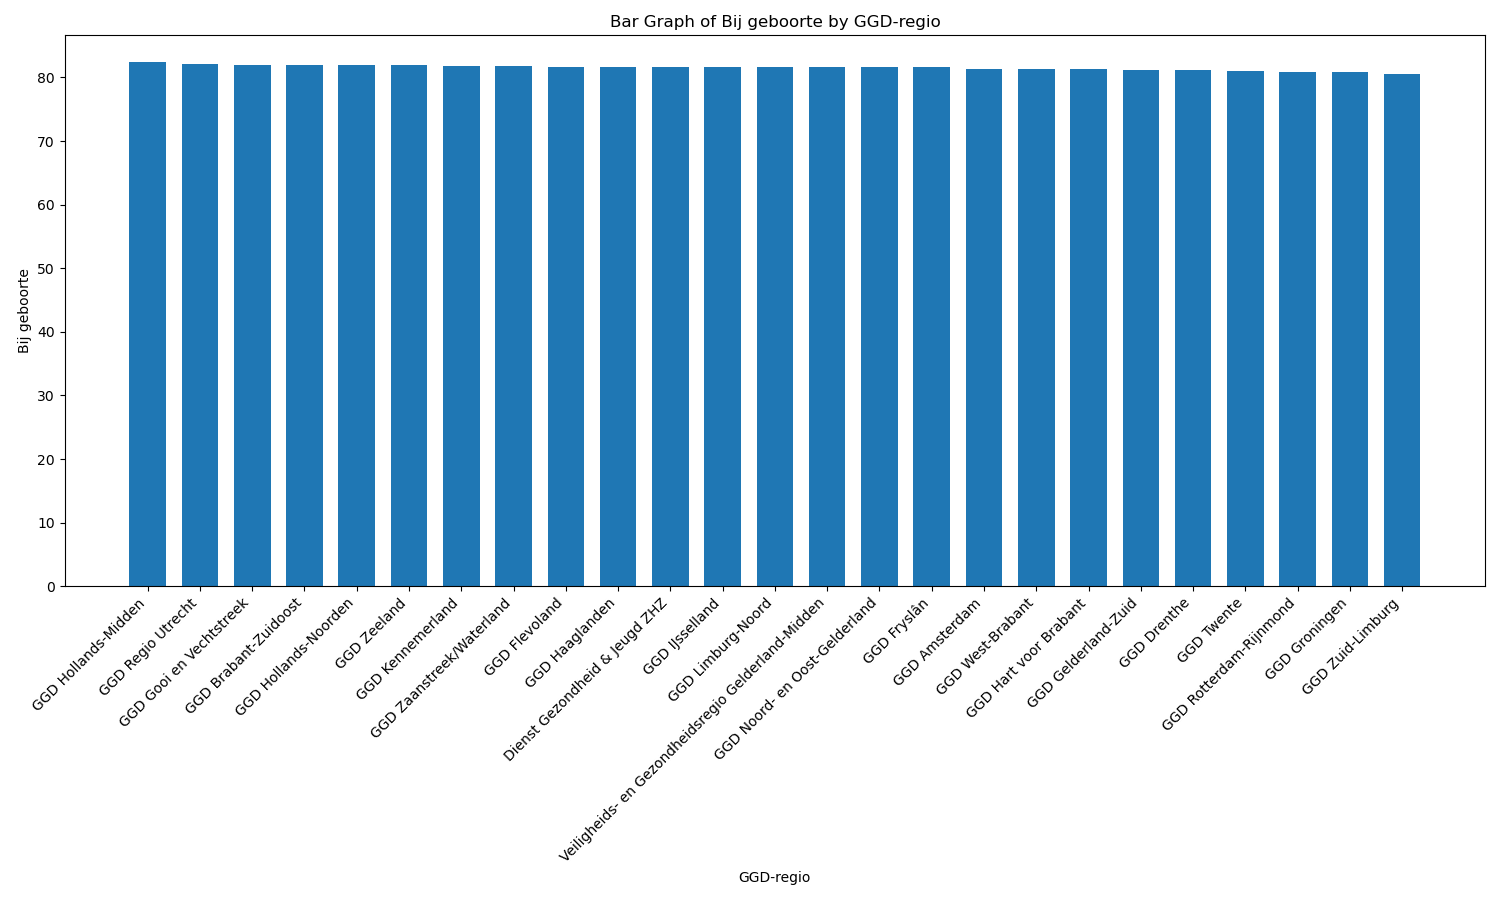 Bar Graph of Bij geboorte by GGD-regio
Bij geboorte
80
70
60
50
40
30
20
10
0
GGD Hollands-Midden
GGD Regio Utrecht
GGD Gooi en Vechtstreek
GGD Brabant-Zuidoost
GGD Hollands-Noorden
GGD Zeeland
GGD Kennemerland
GGD Zaanstreek/Waterland
GGD Flevoland
GGD Haaglanden
Dienst Gezondheid & Jeugd ZHZ
GGD IJsselland
GGD Limburg-Noord
Veiligheids- en Gezondheidsregio Gelderland-Midden
GGD Noord- en Oost-Gelderland
GGD Fryslân
GGD Amsterdam
GGD West-Brabant
GGD Hart voor Brabant
GGD Gelderland-Zuid
GGD Drenthe
GGD Twente
GGD Rotterdam-Rijnmond
GGD Groningen
GGD Zuid-Limburg
GGD-regio